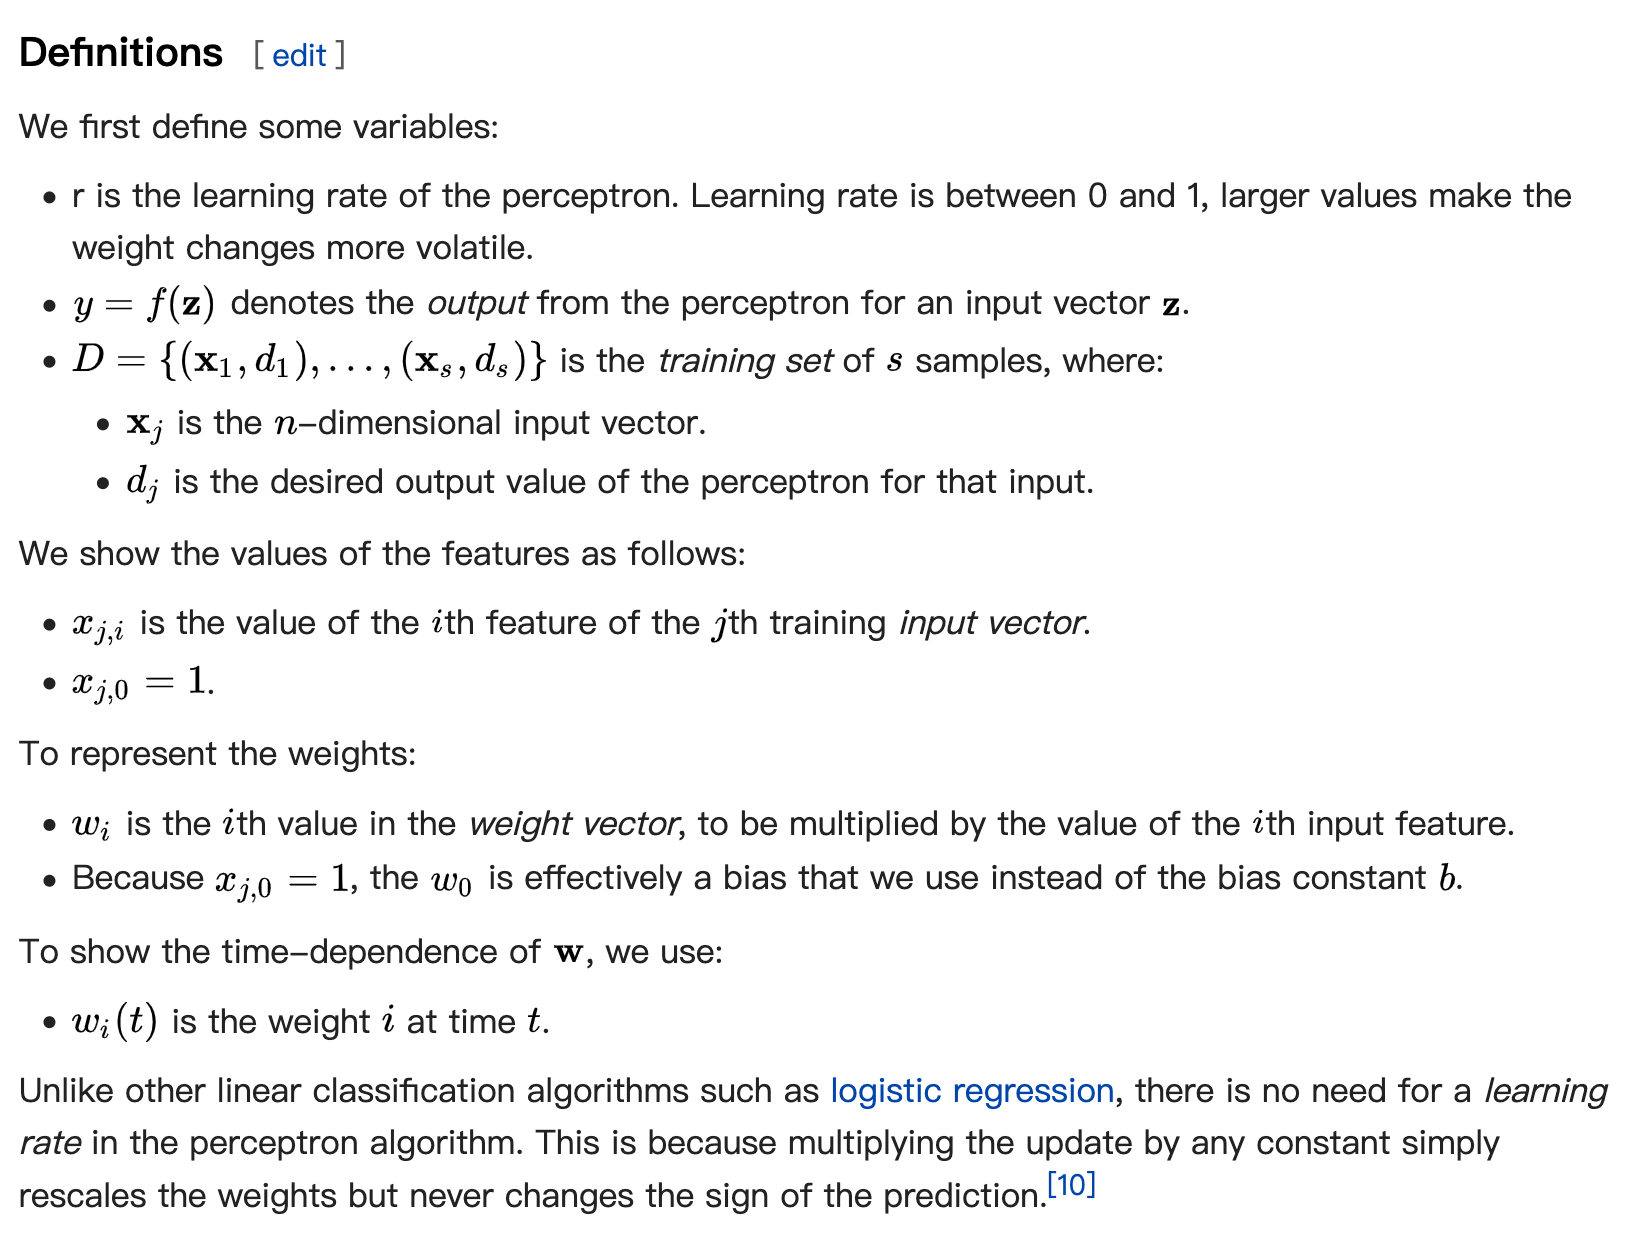 Definitions [ edit ]
We first define some variables:
• r is the learning rate of the perceptron. Learning rate is between 0 and 1, larger values make the
weight changes more volatile.
• y = f(𝐳) denotes the output from the perceptron for an input vector 𝐳.
• D = {(𝐱₁, d₁), …, (𝐱ₛ, dₛ)} is the training set of s samples, where:
• 𝐱ⱼ is the n-dimensional input vector.
• dⱼ is the desired output value of the perceptron for that input.
We show the values of the features as follows:
• x_{j,i} is the value of the ith feature of the jth training input vector.
• x_{j,0} = 1.
To represent the weights:
• wᵢ is the ith value in the weight vector, to be multiplied by the value of the ith input feature.
• Because x_{j,0} = 1, the w₀ is effectively a bias that we use instead of the bias constant b.
To show the time-dependence of 𝐰, we use:
• wᵢ(t) is the weight i at time t.
Unlike other linear classification algorithms such as logistic regression, there is no need for a learning
rate in the perceptron algorithm. This is because multiplying the update by any constant simply
rescales the weights but never changes the sign of the prediction.[10]